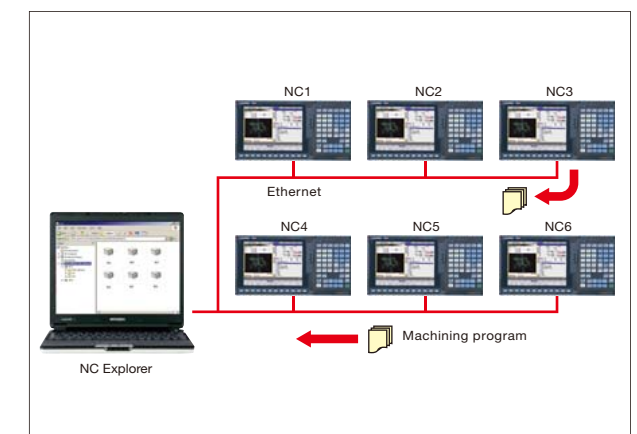 NC1
NC2
NC3
Ethernet
NC4
NC5
NC6
Machining program
NC Explorer